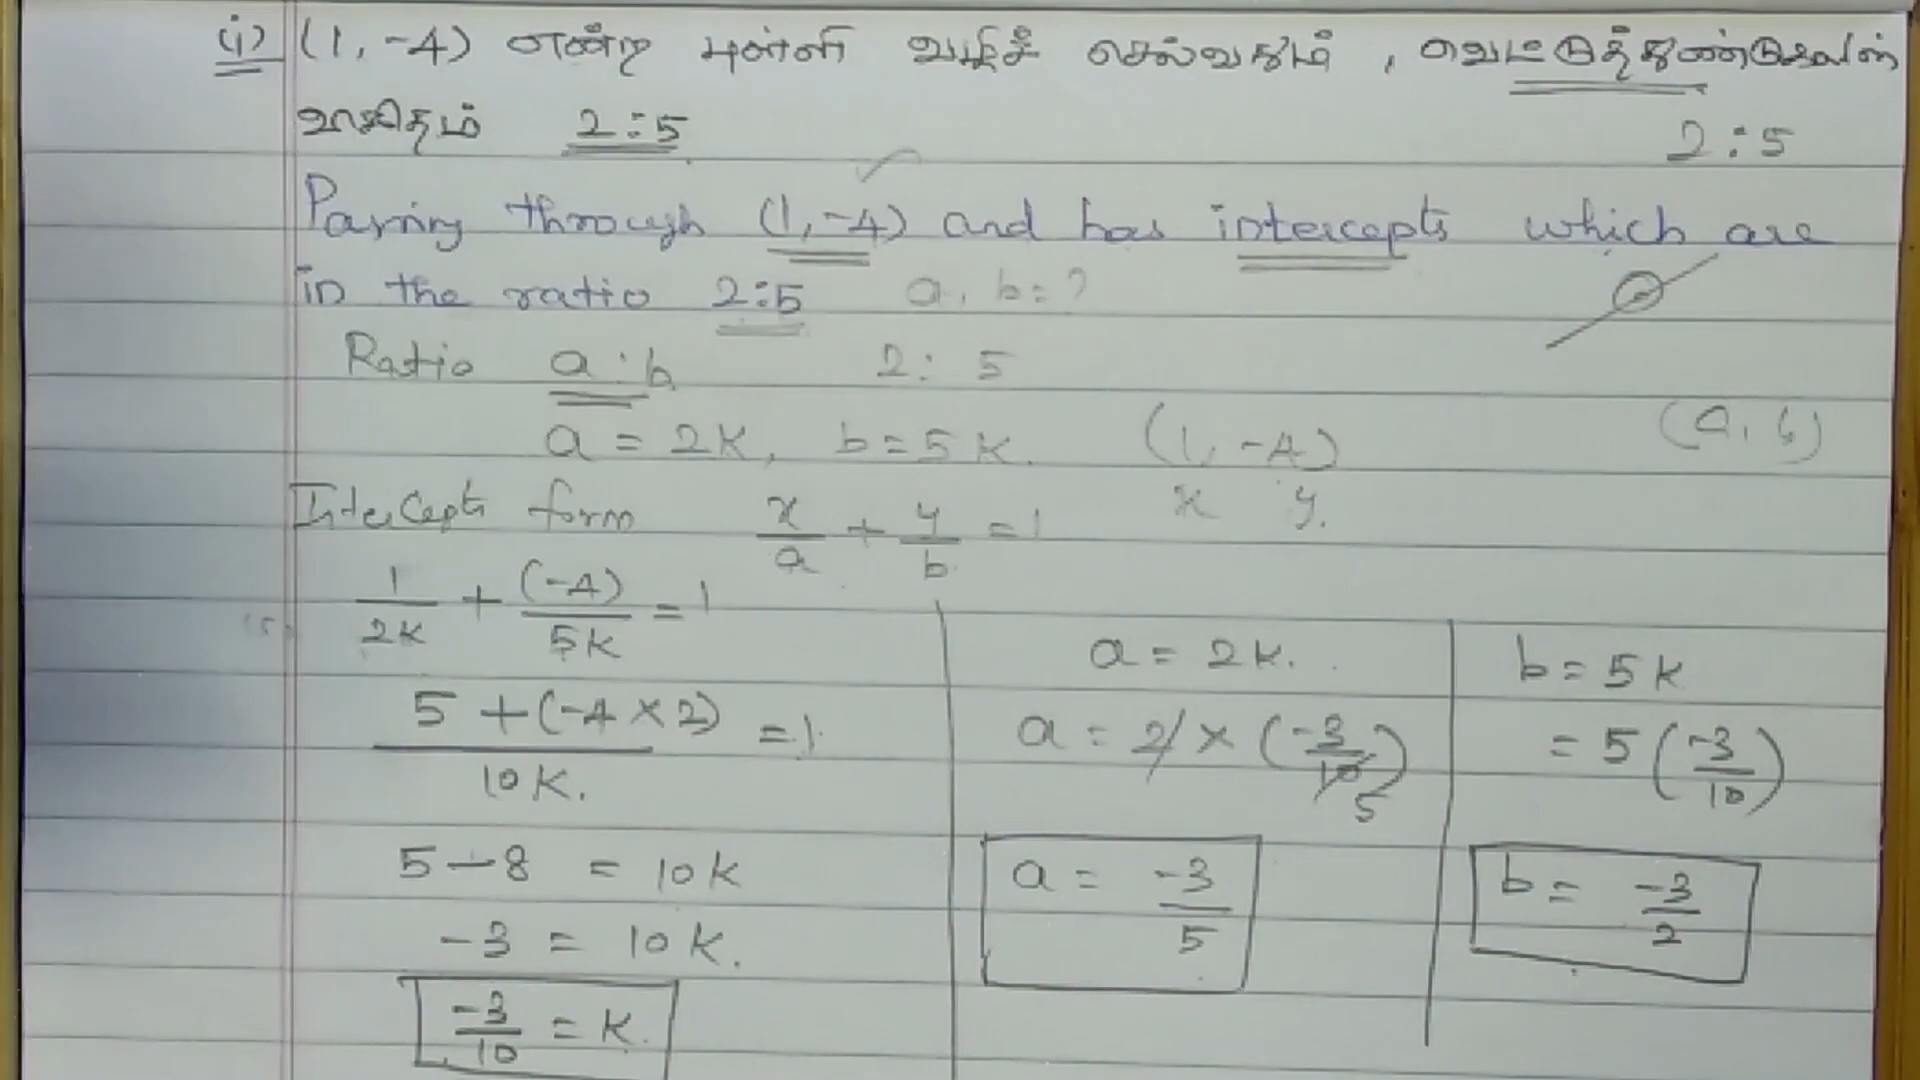 i) (1, -4) என்ற புள்ளி வழிச் செல்வதும், வெட்டுத்துண்டுகளின்
விகிதம் 2:5
2:5
Passing through (1, -4) and has intercepts which are
in the ratio 2:5 a, b = ?
Ratio a : b 2 : 5
a = 2k, b = 5k. (1, -4) (a, b)
Intercepts form x/a + y/b = 1 x y.
1/2k + (-4)/5k = 1
5 + (-4 × 2)/10k. = 1
5 - 8 = 10k
-3 = 10k.
-3/10 = k.
a = 2k.
a = 2 × (-3/10) 5
a = -3/5
b = 5k
= 5 (-3/10)
b = -3/2